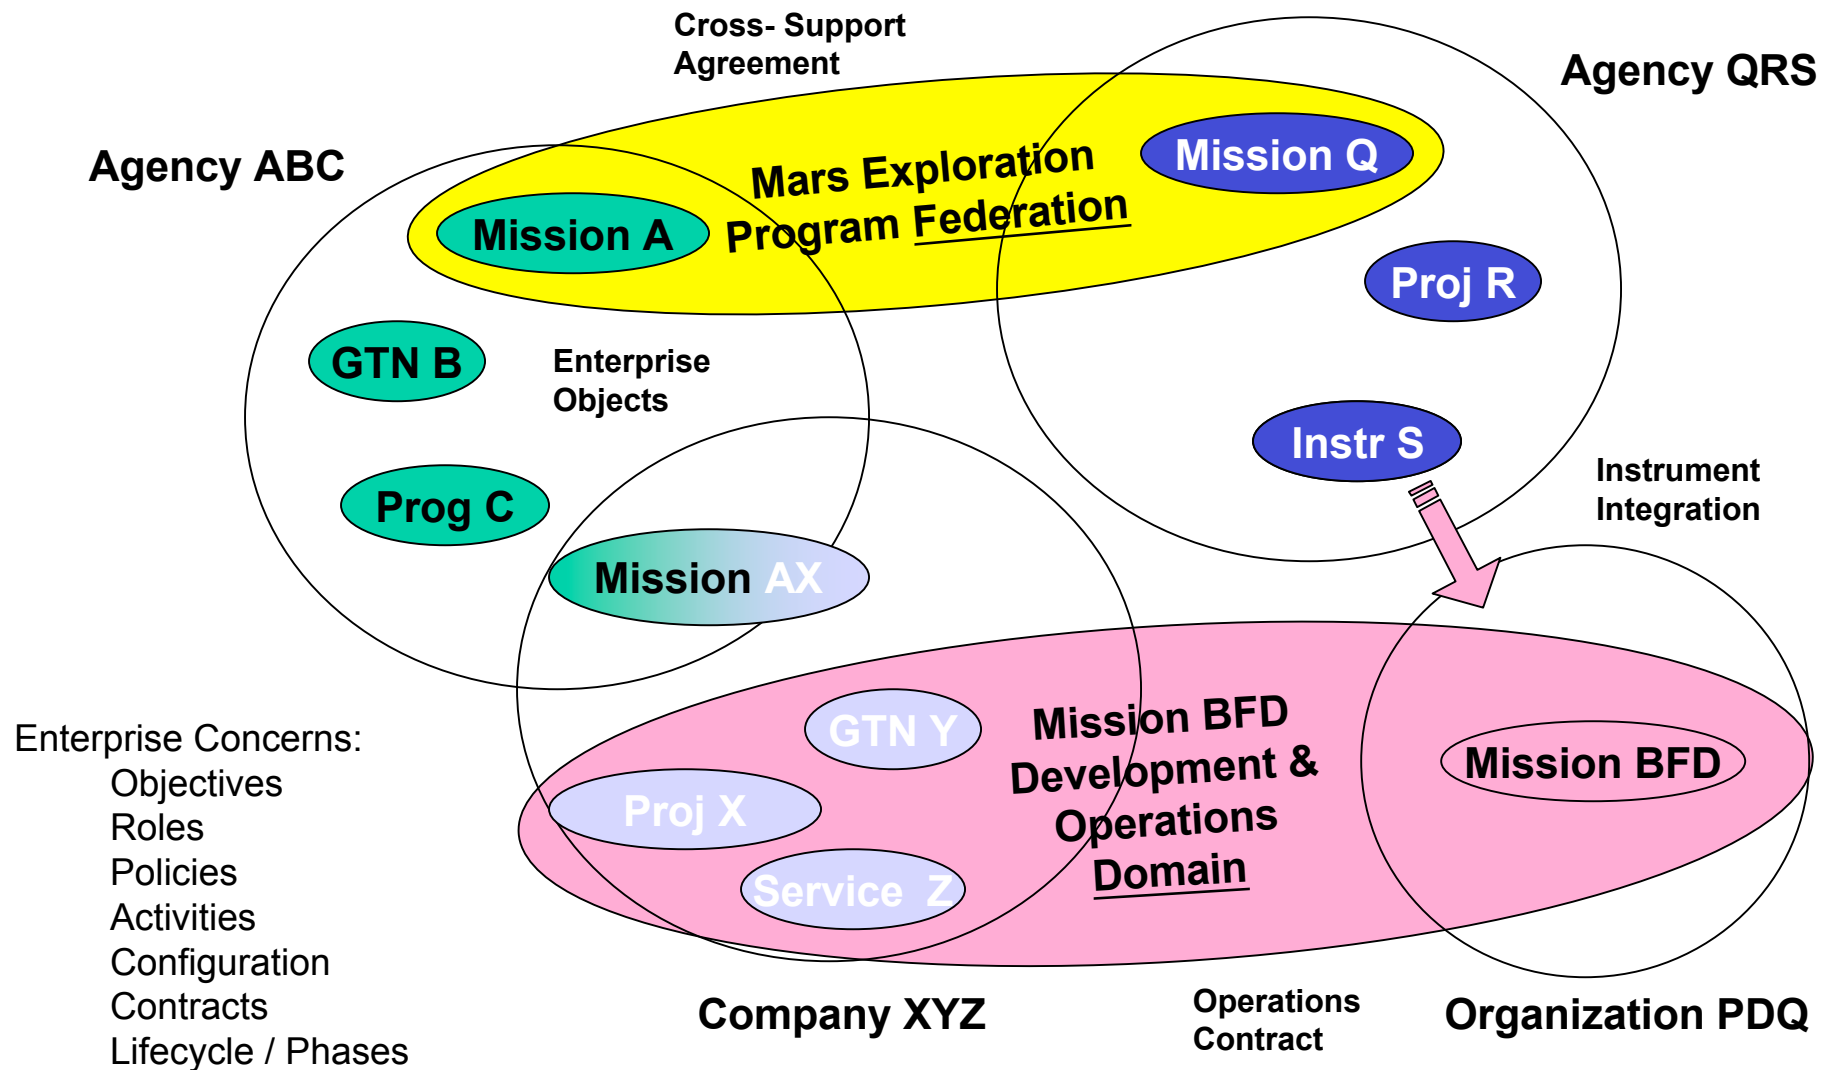 Cross- Support
Agreement
Agency QRS
Agency ABC
Mars Exploration
Program Federation
Mission Q
Mission A
Proj R
GTN B
Enterprise
Objects
Instr S
Instrument
Integration
Prog C
Mission AX
GTN Y
Mission BFD
Development &
Operations
Domain
Mission BFD
Proj X
Service Z
Enterprise Concerns:
Objectives
Roles
Policies
Activities
Configuration
Contracts
Lifecycle / Phases
Company XYZ
Operations
Contract
Organization PDQ